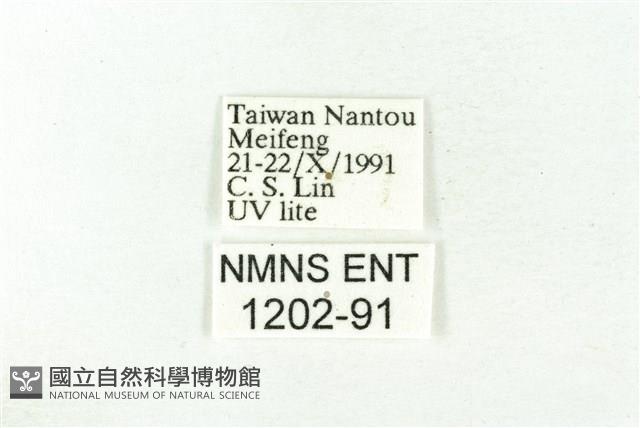 Taiwan Nantou
Meifeng
21-22/X/1991
C. S. Lin
UV lite
NMNS ENT
1202-91
國立自然科學博物館
NATIONAL MUSEUM OF NATURAL SCIENCE